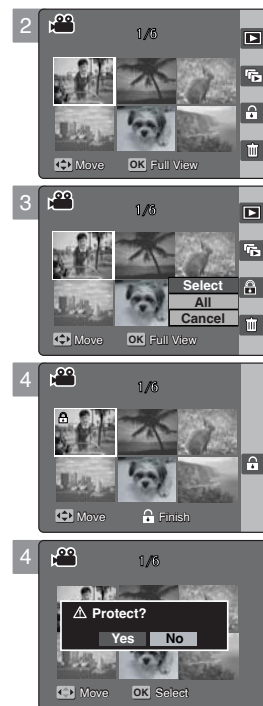 2
1/6
Move OK Full View
3
1/6
Select
All
Cancel
Move OK Full View
4
1/6
Move Finish
4
1/6
Protect?
Yes No
Move OK Select